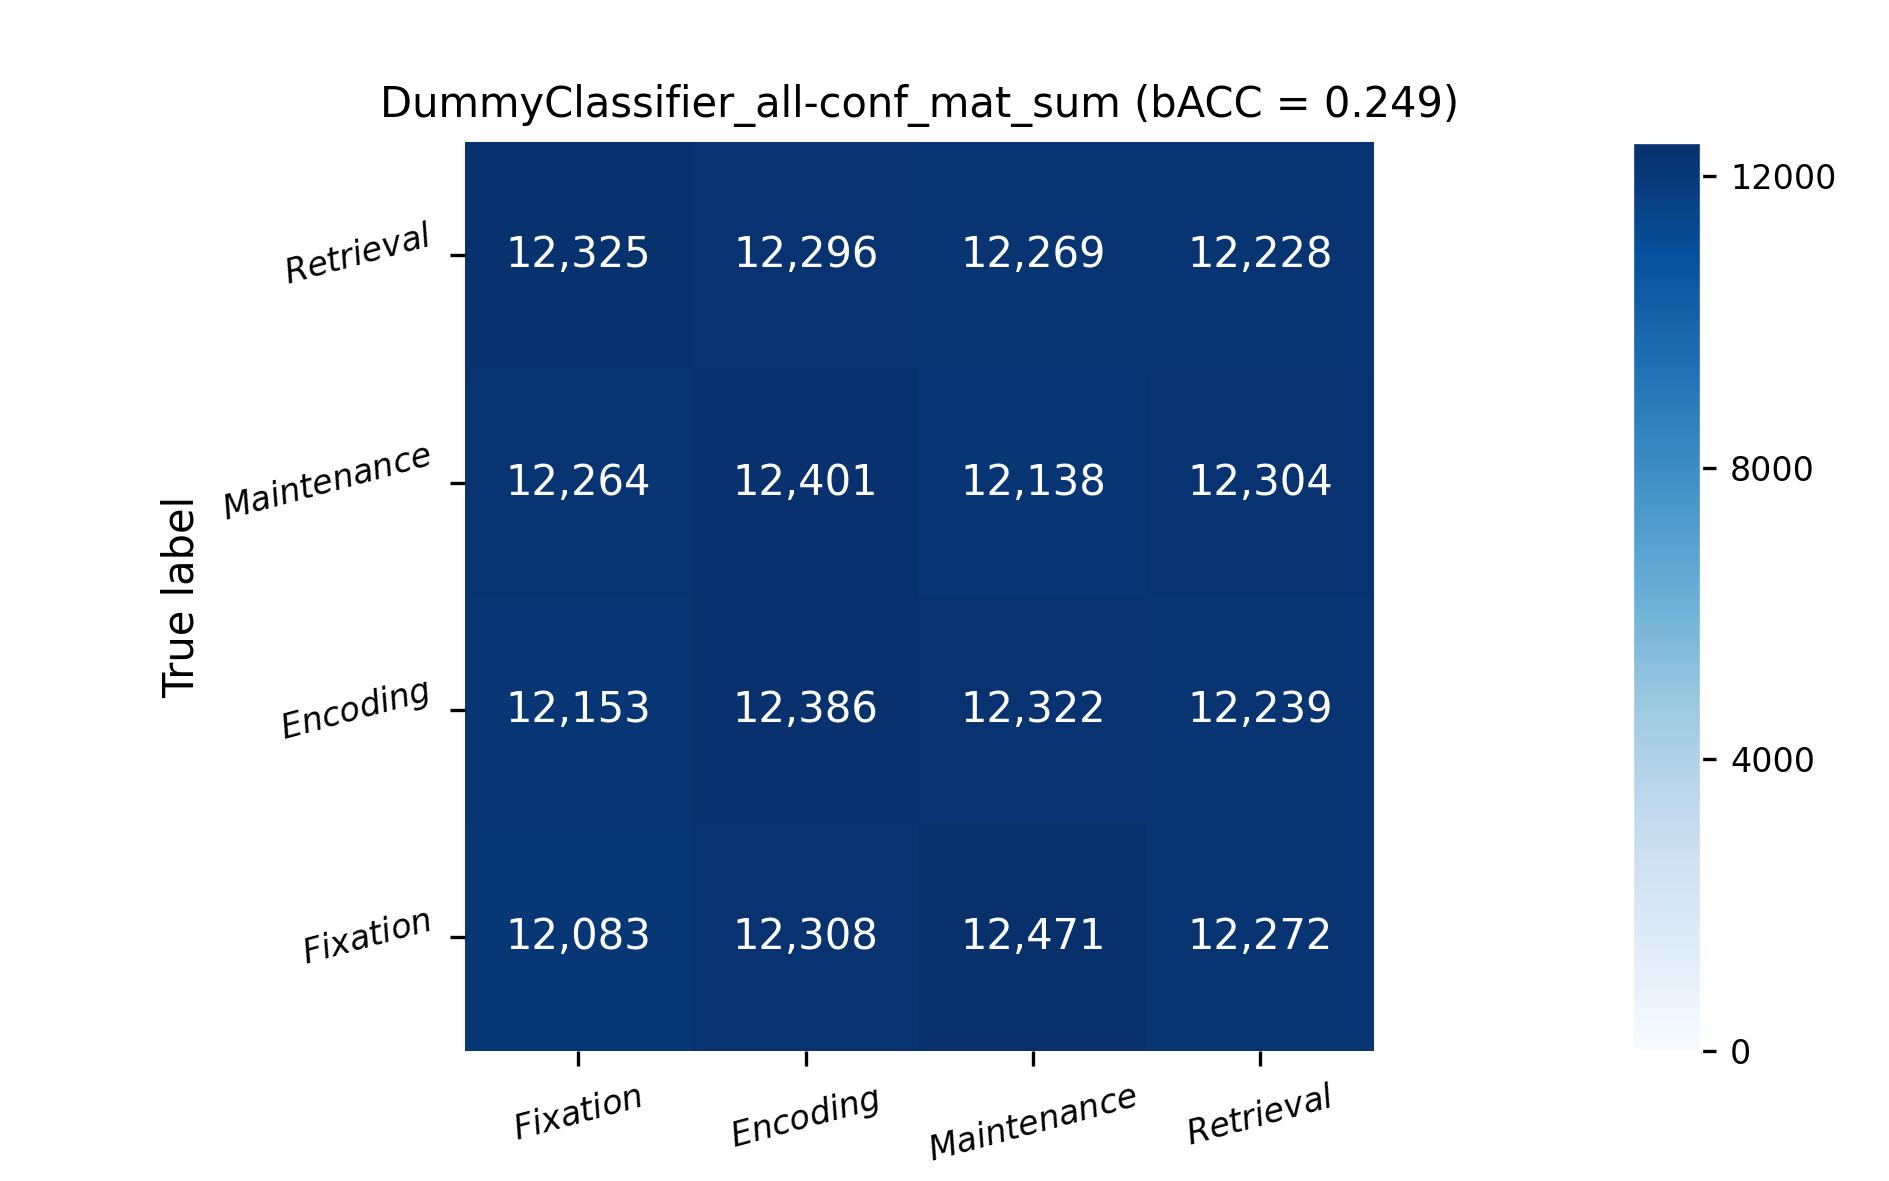 DummyClassifier_all-conf_mat_sum (bACC = 0.249)
True label
Retrieval
12,325 12,296 12,269 12,228
Maintenance
12,264 12,401 12,138 12,304
Encoding
12,153 12,386 12,322 12,239
Fixation
12,083 12,308 12,471 12,272
Fixation Encoding Maintenance Retrieval
12000
8000
4000
0